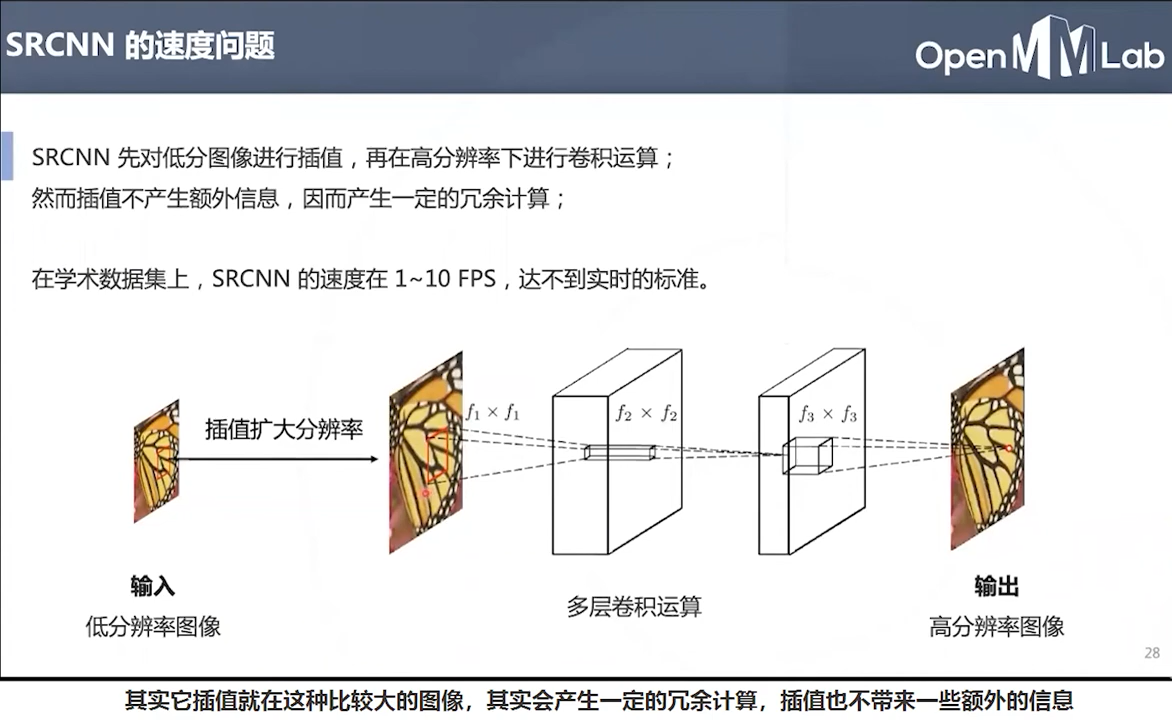 SRCNN 的速度问题
OpenMMLab
SRCNN 先对低分图像进行插值，再在高分辨率下进行卷积运算；
然而插值不产生额外信息，因而产生一定的冗余计算；
在学术数据集上，SRCNN 的速度在 1~10 FPS，达不到实时的标准。
插值扩大分辨率
f₁ × f₁
f₂ × f₂
f₃ × f₃
输入
低分辨率图像
多层卷积运算
输出
高分辨率图像
28
其实它插值就在这种比较大的图像，其实会产生一定的冗余计算，插值也不带来一些额外的信息